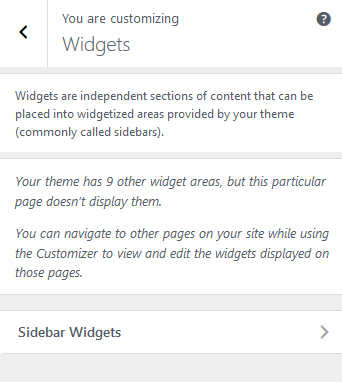 You are customizing
Widgets
Widgets are independent sections of content that can be
placed into widgetized areas provided by your theme
(commonly called sidebars).
Your theme has 9 other widget areas, but this particular
page doesn't display them.
You can navigate to other pages on your site while using
the Customizer to view and edit the widgets displayed on
those pages.
Sidebar Widgets